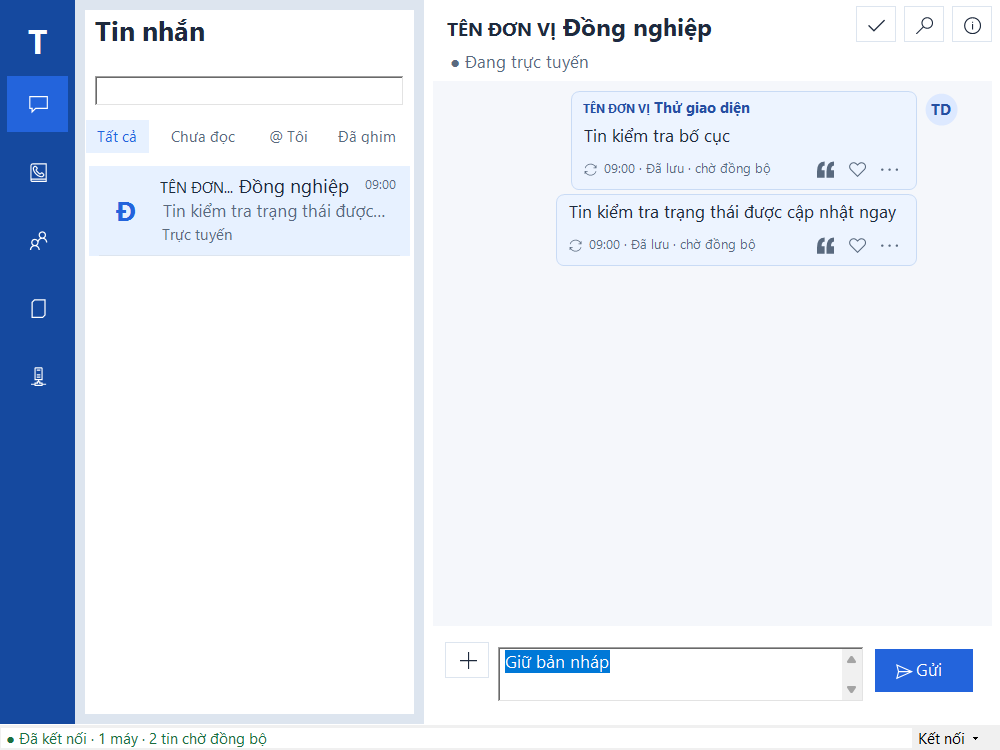 T
Tin nhắn
Tất cả
Chưa đọc
@ Tôi
Đã ghim
Đ
TÊN ĐƠN... Đồng nghiệp 09:00
Tin kiểm tra trạng thái được...
Trực tuyến
TÊN ĐƠN VỊ Đồng nghiệp
● Đang trực tuyến
TÊN ĐƠN VỊ Thử giao diện
TD
Tin kiểm tra bố cục
09:00 · Đã lưu · chờ đồng bộ
Tin kiểm tra trạng thái được cập nhật ngay
09:00 · Đã lưu · chờ đồng bộ
Giữ bản nháp
Gửi
● Đã kết nối · 1 máy · 2 tin chờ đồng bộ
Kết nối